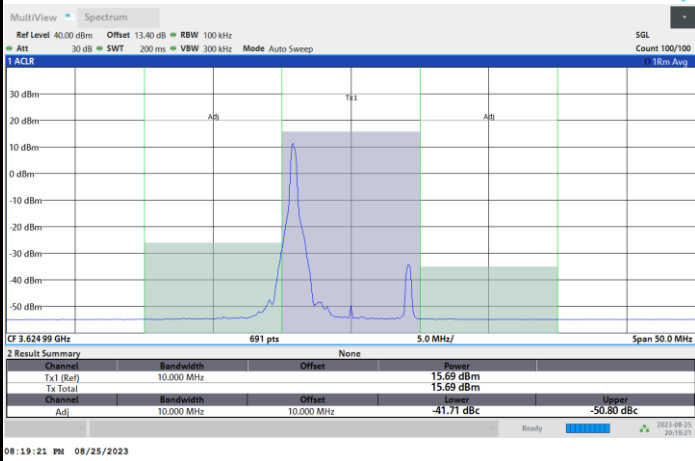 MultiView Spectrum
Ref Level 40.00 dBm Offset 13.40 dB RBW 100 kHz SGL
Att 30 dB SWT 200 ms VBW 300 kHz Mode Auto Sweep Count 100/100
1 ACLR 1Rm Avg
30 dBm
Tx1
20 dBm
Adj Adj
10 dBm
0 dBm
-10 dBm
-20 dBm
-30 dBm
-40 dBm
-50 dBm
CF 3.624 99 GHz 691 pts 5.0 MHz/ Span 50.0 MHz
2 Result Summary None
Channel Bandwidth Offset Power
Tx1 (Ref) 10.000 MHz 15.69 dBm
Tx Total 15.69 dBm
Channel Bandwidth Offset Lower Upper
Adj 10.000 MHz 10.000 MHz -41.71 dBc -50.80 dBc
Ready 2023-08-25
20:19:21
08:19:21 PM 08/25/2023